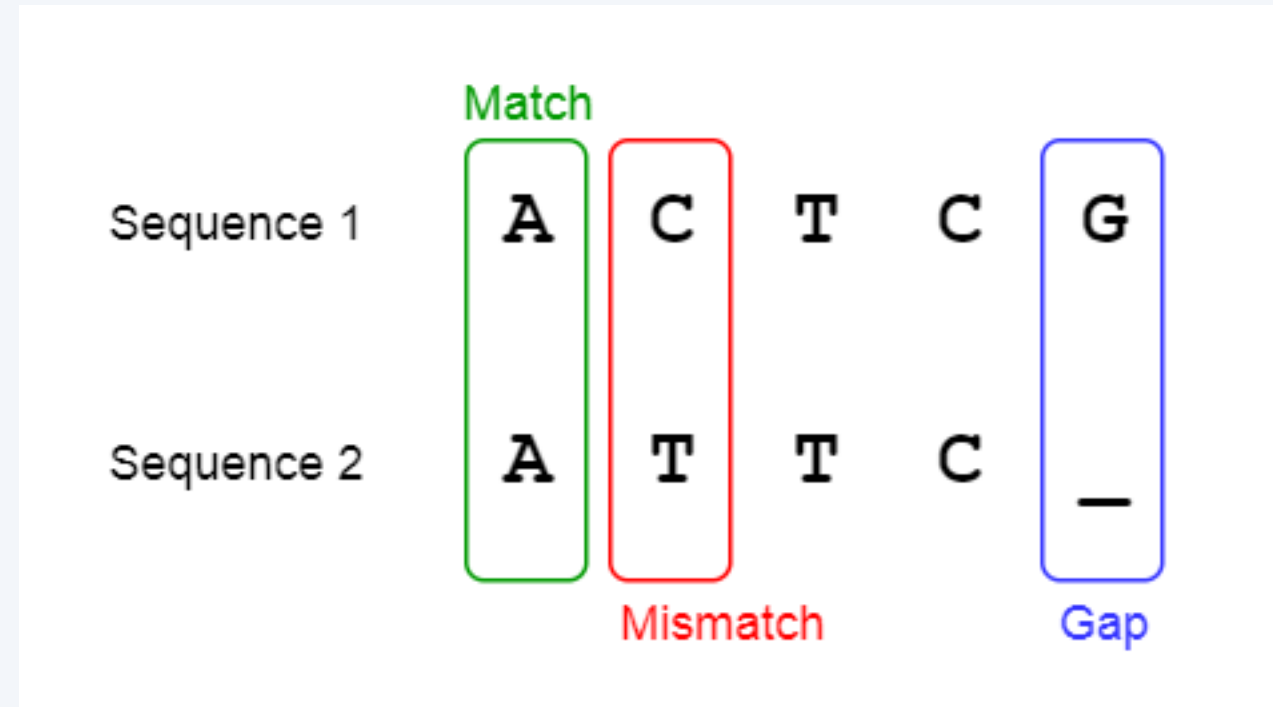 Match
Sequence 1 A C T C G
Sequence 2 A T T C _
Mismatch Gap